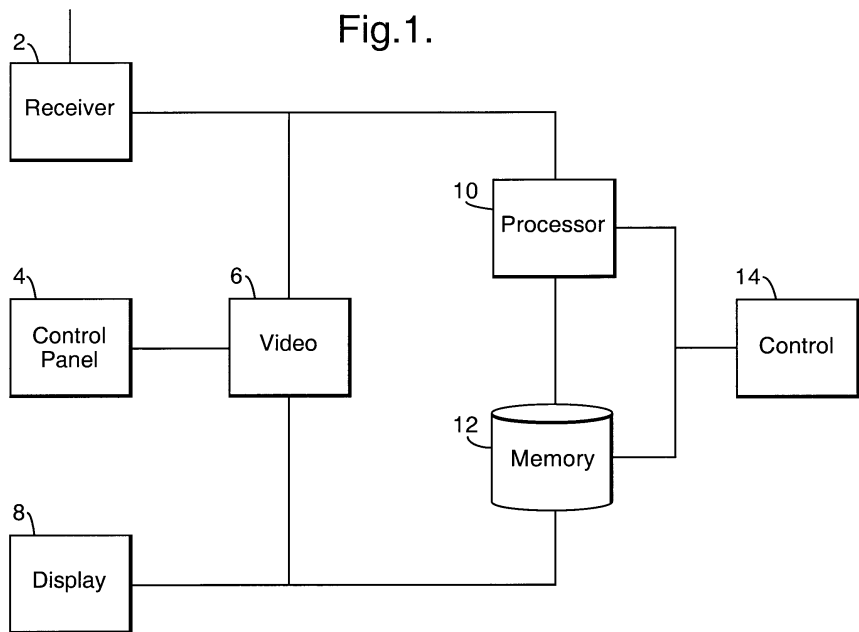 Fig.1.
2
Receiver
10
Processor
4
Control
Panel
6
Video
14
Control
12
Memory
8
Display